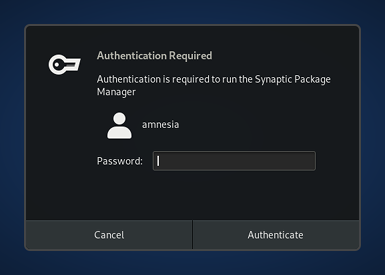 Authentication Required
Authentication is required to run the Synaptic Package
Manager
amnesia
Password:
Cancel
Authenticate